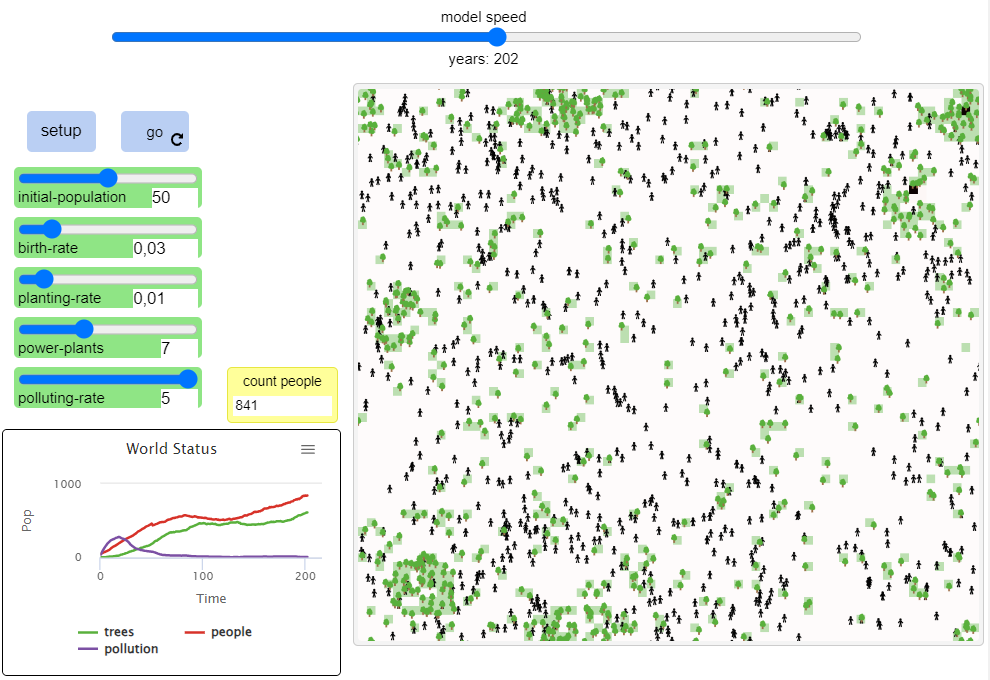 model speed
years: 202
setup
go
initial-population 50
birth-rate 0,03
planting-rate 0,01
power-plants 7
polluting-rate 5
count people
841
World Status
1000
Pop
0
0 100 200
Time
trees people
pollution